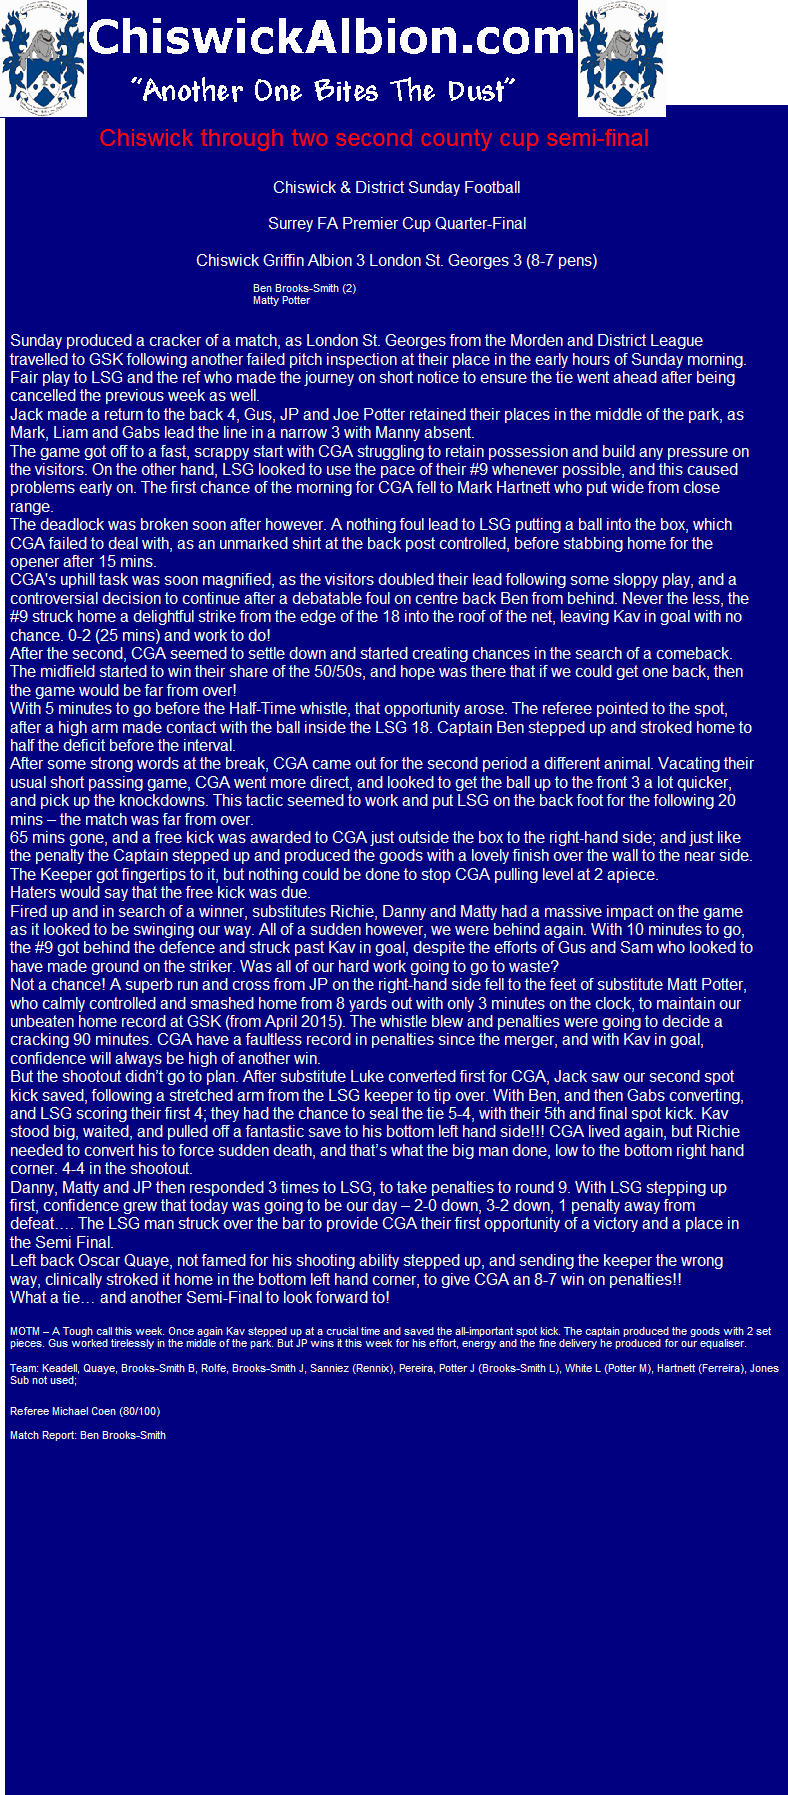 ChiswickAlbion.com
“Another One Bites The Dust”
Chiswick through two second county cup semi-final
Chiswick & District Sunday Football
Surrey FA Premier Cup Quarter-Final
Chiswick Griffin Albion 3 London St. Georges 3 (8-7 pens)
Ben Brooks-Smith (2)
Matty Potter
Sunday produced a cracker of a match, as London St. Georges from the Morden and District League
travelled to GSK following another failed pitch inspection at their place in the early hours of Sunday morning.
Fair play to LSG and the ref who made the journey on short notice to ensure the tie went ahead after being
cancelled the previous week as well.
Jack made a return to the back 4, Gus, JP and Joe Potter retained their places in the middle of the park, as
Mark, Liam and Gabs lead the line in a narrow 3 with Manny absent.
The game got off to a fast, scrappy start with CGA struggling to retain possession and build any pressure on
the visitors. On the other hand, LSG looked to use the pace of their #9 whenever possible, and this caused
problems early on. The first chance of the morning for CGA fell to Mark Hartnett who put wide from close
range.
The deadlock was broken soon after however. A nothing foul lead to LSG putting a ball into the box, which
CGA failed to deal with, as an unmarked shirt at the back post controlled, before stabbing home for the
opener after 15 mins.
CGA's uphill task was soon magnified, as the visitors doubled their lead following some sloppy play, and a
controversial decision to continue after a debatable foul on centre back Ben from behind. Never the less, the
#9 struck home a delightful strike from the edge of the 18 into the roof of the net, leaving Kav in goal with no
chance. 0-2 (25 mins) and work to do!
After the second, CGA seemed to settle down and started creating chances in the search of a comeback.
The midfield started to win their share of the 50/50s, and hope was there that if we could get one back, then
the game would be far from over!
With 5 minutes to go before the Half-Time whistle, that opportunity arose. The referee pointed to the spot,
after a high arm made contact with the ball inside the LSG 18. Captain Ben stepped up and stroked home to
half the deficit before the interval.
After some strong words at the break, CGA came out for the second period a different animal. Vacating their
usual short passing game, CGA went more direct, and looked to get the ball up to the front 3 a lot quicker,
and pick up the knockdowns. This tactic seemed to work and put LSG on the back foot for the following 20
mins – the match was far from over.
65 mins gone, and a free kick was awarded to CGA just outside the box to the right-hand side; and just like
the penalty the Captain stepped up and produced the goods with a lovely finish over the wall to the near side.
The Keeper got fingertips to it, but nothing could be done to stop CGA pulling level at 2 apiece.
Haters would say that the free kick was due.
Fired up and in search of a winner, substitutes Richie, Danny and Matty had a massive impact on the game
as it looked to be swinging our way. All of a sudden however, we were behind again. With 10 minutes to go,
the #9 got behind the defence and struck past Kav in goal, despite the efforts of Gus and Sam who looked to
have made ground on the striker. Was all of our hard work going to go to waste?
Not a chance! A superb run and cross from JP on the right-hand side fell to the feet of substitute Matt Potter,
who calmly controlled and smashed home from 8 yards out with only 3 minutes on the clock, to maintain our
unbeaten home record at GSK (from April 2015). The whistle blew and penalties were going to decide a
cracking 90 minutes. CGA have a faultless record in penalties since the merger, and with Kav in goal,
confidence will always be high of another win.
But the shootout didn’t go to plan. After substitute Luke converted first for CGA, Jack saw our second spot
kick saved, following a stretched arm from the LSG keeper to tip over. With Ben, and then Gabs converting,
and LSG scoring their first 4; they had the chance to seal the tie 5-4, with their 5th and final spot kick. Kav
stood big, waited, and pulled off a fantastic save to his bottom left hand side!!! CGA lived again, but Richie
needed to convert his to force sudden death, and that’s what the big man done, low to the bottom right hand
corner. 4-4 in the shootout.
Danny, Matty and JP then responded 3 times to LSG, to take penalties to round 9. With LSG stepping up
first, confidence grew that today was going to be our day – 2-0 down, 3-2 down, 1 penalty away from
defeat…. The LSG man struck over the bar to provide CGA their first opportunity of a victory and a place in
the Semi Final.
Left back Oscar Quaye, not famed for his shooting ability stepped up, and sending the keeper the wrong
way, clinically stroked it home in the bottom left hand corner, to give CGA an 8-7 win on penalties!!
What a tie… and another Semi-Final to look forward to!
MOTM – A Tough call this week. Once again Kav stepped up at a crucial time and saved the all-important spot kick. The captain produced the goods with 2 set
pieces. Gus worked tirelessly in the middle of the park. But JP wins it this week for his effort, energy and the fine delivery he produced for our equaliser.
Team: Keadell, Quaye, Brooks-Smith B, Rolfe, Brooks-Smith J, Sanniez (Rennix), Pereira, Potter J (Brooks-Smith L), White L (Potter M), Hartnett (Ferreira), Jones
Sub not used;
Referee Michael Coen (80/100)
Match Report: Ben Brooks-Smith